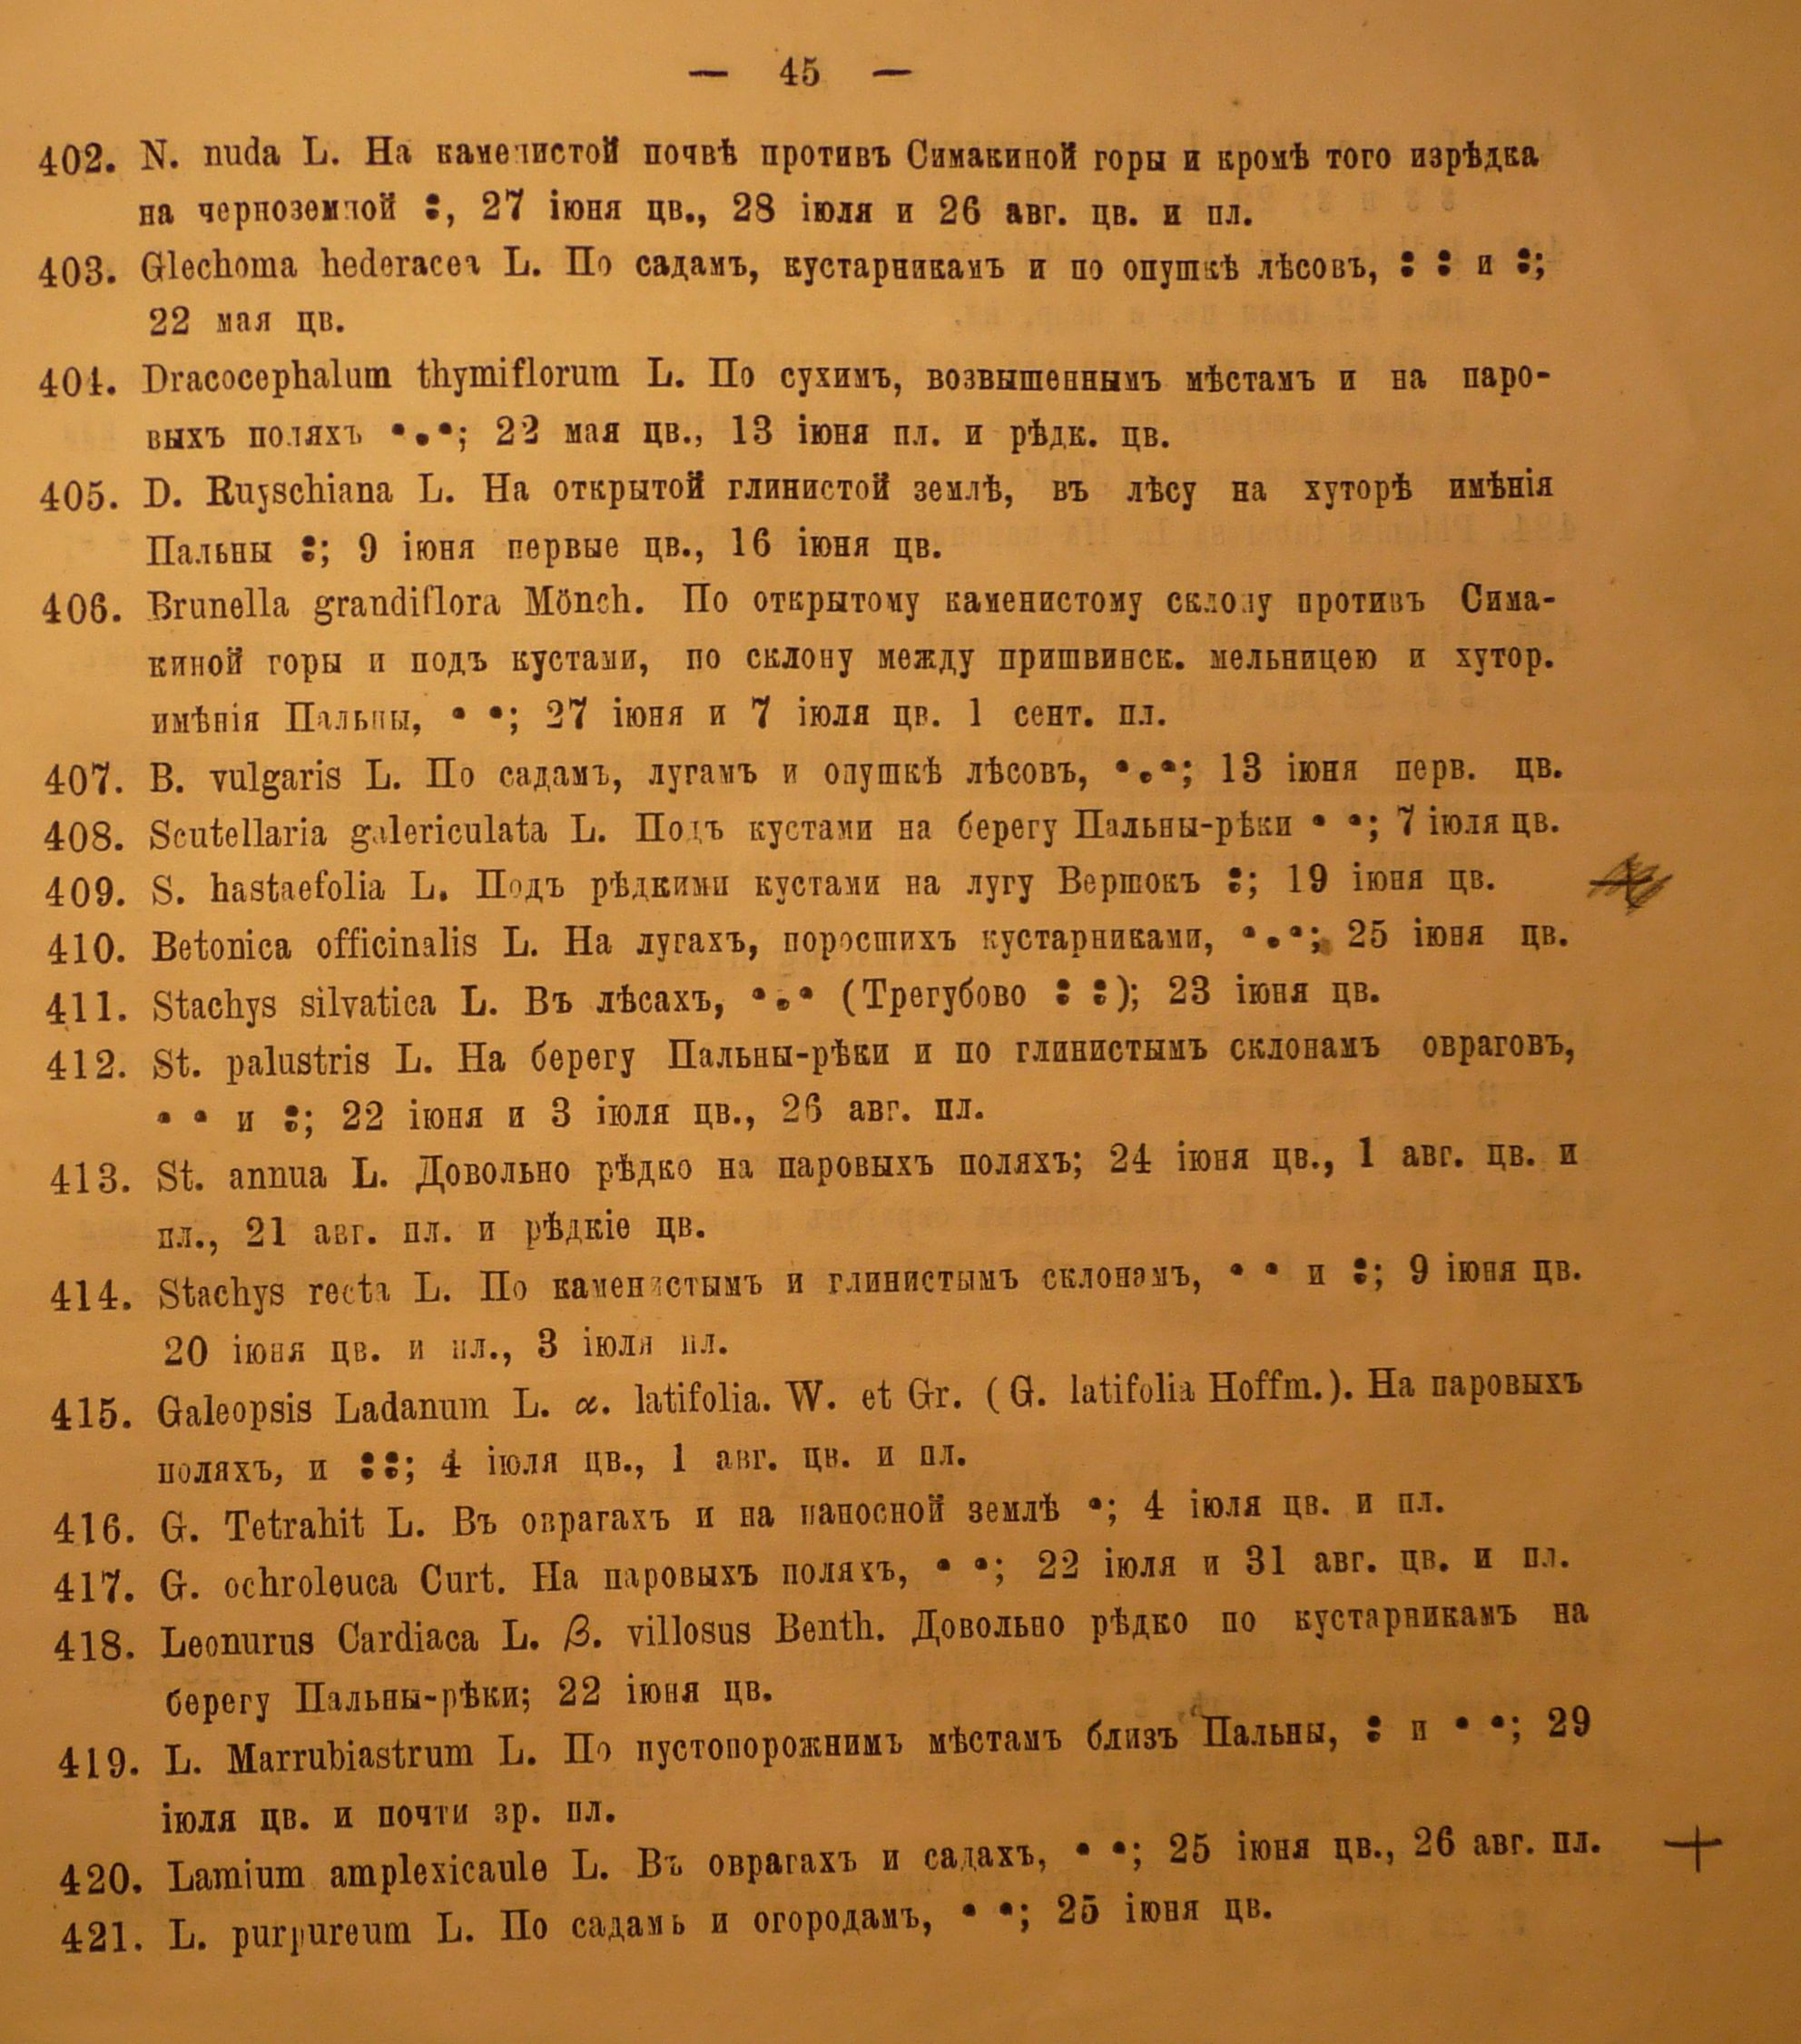 — 45 —
402. N. nuda L. На каменистой почвѣ противъ Симакиной горы и кромѣ того изрѣдка
на черноземной :, 27 іюня цв., 28 іюля и 26 авг. цв. и пл.
403. Glechoma hederacea L. По садамъ, кустарникамъ и по опушкѣ лѣсовъ, : : и :;
22 мая цв.
404. Dracocephalum thymiflorum L. По сухимъ, возвышеннымъ мѣстамъ и на паро-
выхъ поляхъ •.•; 22 мая цв., 13 іюня пл. и рѣдк. цв.
405. D. Ruyschiana L. На открытой глинистой землѣ, въ лѣсу на хуторѣ имѣнія
Пальны :; 9 іюня первые цв., 16 іюня цв.
406. Brunella grandiflora Mönch. По открытому каменистому склону противъ Сима-
киной горы и подъ кустами, по склону между пришвинск. мельницею и хутор.
имѣнія Пальны, • •; 27 іюня и 7 іюля цв. 1 сент. пл.
407. B. vulgaris L. По садамъ, лугамъ и опушкѣ лѣсовъ, •.•; 13 іюня перв. цв.
408. Scutellaria galericulata L. Подъ кустами на берегу Пальны-рѣки • •; 7 іюля цв.
409. S. hastaefolia L. Подъ рѣдкими кустами на лугу Вершокъ :; 19 іюня цв.
410. Betonica officinalis L. На лугахъ, поросшихъ кустарниками, •.•; 25 іюня цв.
411. Stachys silvatica L. Въ лѣсахъ, •.• (Трегубово : :); 23 іюня цв.
412. St. palustris L. На берегу Пальны-рѣки и по глинистымъ склонамъ овраговъ,
• • и :; 22 іюня и 3 іюля цв., 26 авг. пл.
413. St. annua L. Довольно рѣдко на паровыхъ поляхъ; 24 іюня цв., 1 авг. цв. и
пл., 21 авг. пл. и рѣдкіе цв.
414. Stachys recta L. По каменистымъ и глинистымъ склонамъ, • • и :; 9 іюня цв.
20 іюня цв. и пл., 3 іюля пл.
415. Galeopsis Ladanum L. α. latifolia. W. et Gr. (G. latifolia Hoffm.). На паровыхъ
поляхъ, и ::; 4 іюля цв., 1 авг. цв. и пл.
416. G. Tetrahit L. Въ оврагахъ и на наносной землѣ •; 4 іюля цв. и пл.
417. G. ochroleuca Curt. На паровыхъ поляхъ, • •; 22 іюля и 31 авг. цв. и пл.
418. Leonurus Cardiaca L. β. villosus Benth. Довольно рѣдко по кустарникамъ на
берегу Пальны-рѣки; 22 іюня цв.
419. L. Marrubiastrum L. По пустопорожнимъ мѣстамъ близъ Пальны, : и • •; 29
іюля цв. и почти зр. пл.
420. Lamium amplexicaule L. Въ оврагахъ и садахъ, • •; 25 іюня цв., 26 авг. пл. +
421. L. purpureum L. По садамъ и огородамъ, • •; 25 іюня цв.